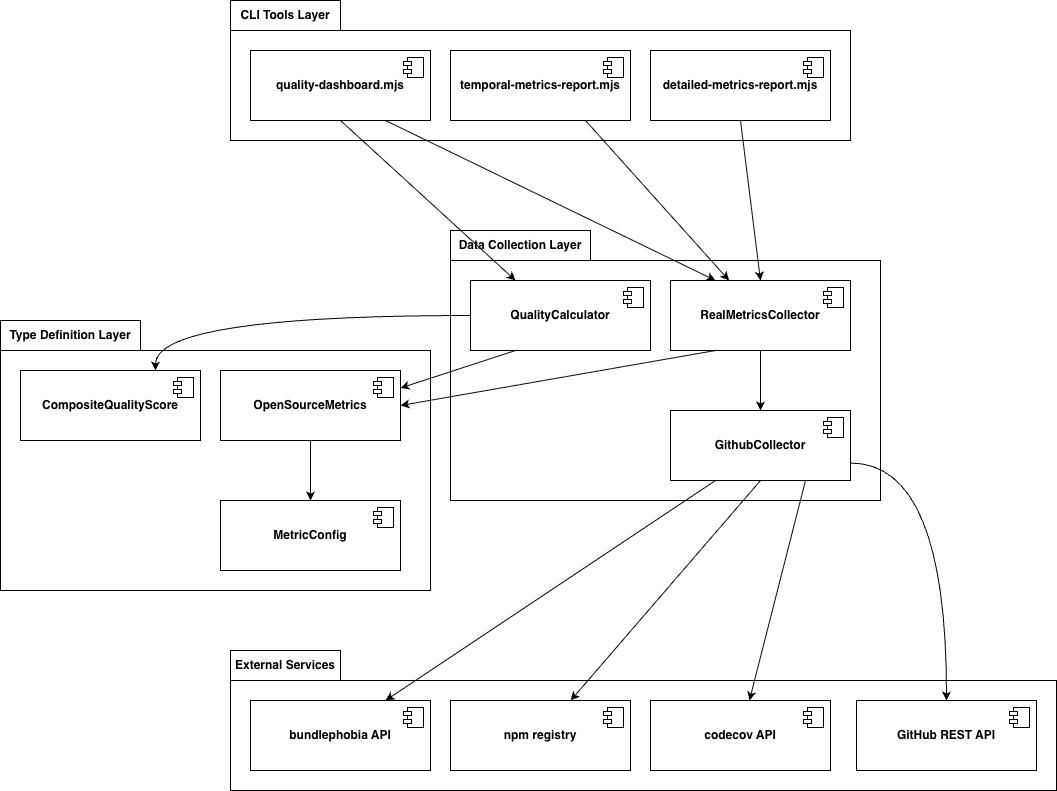 CLI Tools Layer
quality-dashboard.mjs
temporal-metrics-report.mjs
detailed-metrics-report.mjs
Data Collection Layer
QualityCalculator
RealMetricsCollector
Type Definition Layer
CompositeQualityScore
OpenSourceMetrics
GithubCollector
MetricConfig
External Services
bundlephobia API
npm registry
codecov API
GitHub REST API